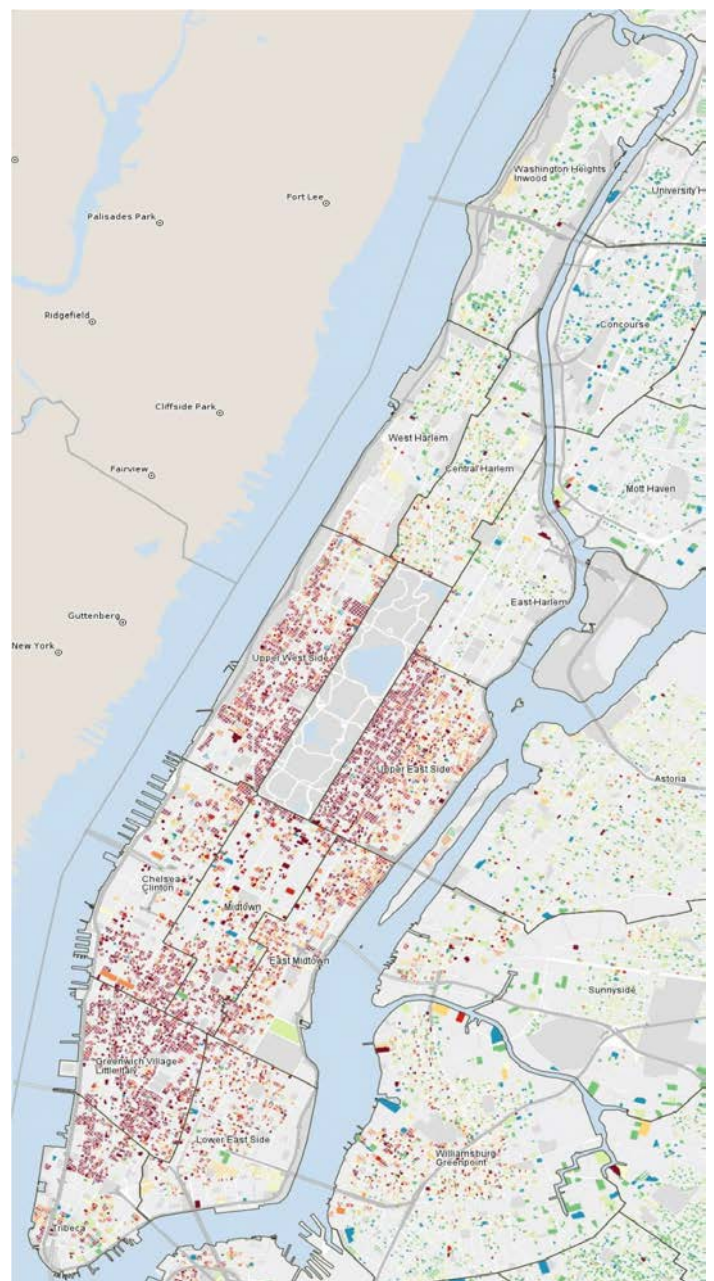 Washington Heights
Inwood
Fort Lee
University H
Palisades Park
Ridgefield
Concourse
Cliffside Park
West Harlem
Central Harlem
Fairview
Mott Haven
East Harlem
Guttenberg
New York
Upper West Side
Upper East Side
Astoria
Chelsea
Clinton
Midtown
East Midtown
Sunnyside
Greenwich Village
Little Italy
Lower East Side
Williamsburg
Greenpoint
Tribeca